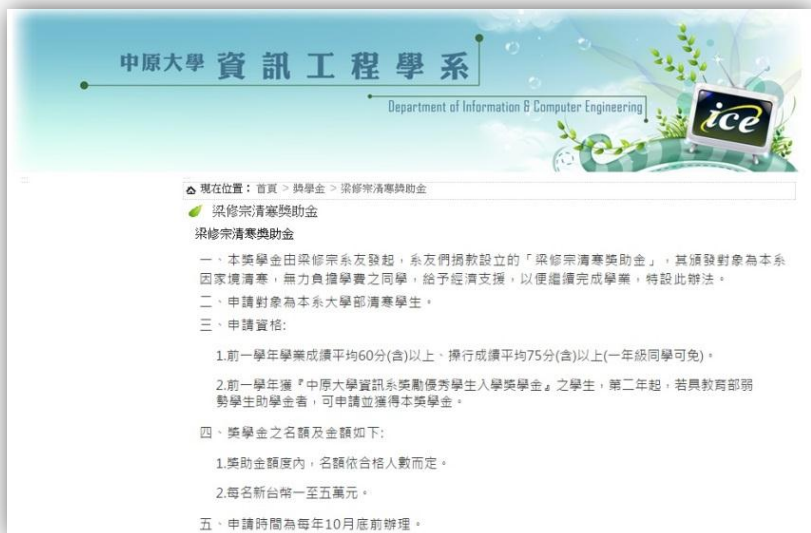 中原大學 資訊工程學系
Department of Information & Computer Engineering
ice
現在位置：首頁 > 獎學金 > 梁修宗清寒獎助金
梁修宗清寒獎助金
梁修宗清寒獎助金
一、本獎學金由梁修宗系友發起，系友們捐款設立的「梁修宗清寒獎助金」，其頒發對象為本系
因家境清寒，無力負擔學費之同學，給予經濟支援，以便繼續完成學業，特設此辦法。
二、申請對象為本系大學部清寒學生。
三、申請資格:
1.前一學年學業成績平均60分(含)以上、操行成績平均75分(含)以上(一年級同學可免)。
2.前一學年獲『中原大學資訊系獎勵優秀學生入學獎學金』之學生，第二年起，若具教育部弱
勢學生助學金者，可申請並獲得本獎學金。
四、獎學金之名額及金額如下:
1.獎助金額度內，名額依合格人數而定。
2.每名新台幣一至五萬元。
五、申請時間為每年10月底前辦理。